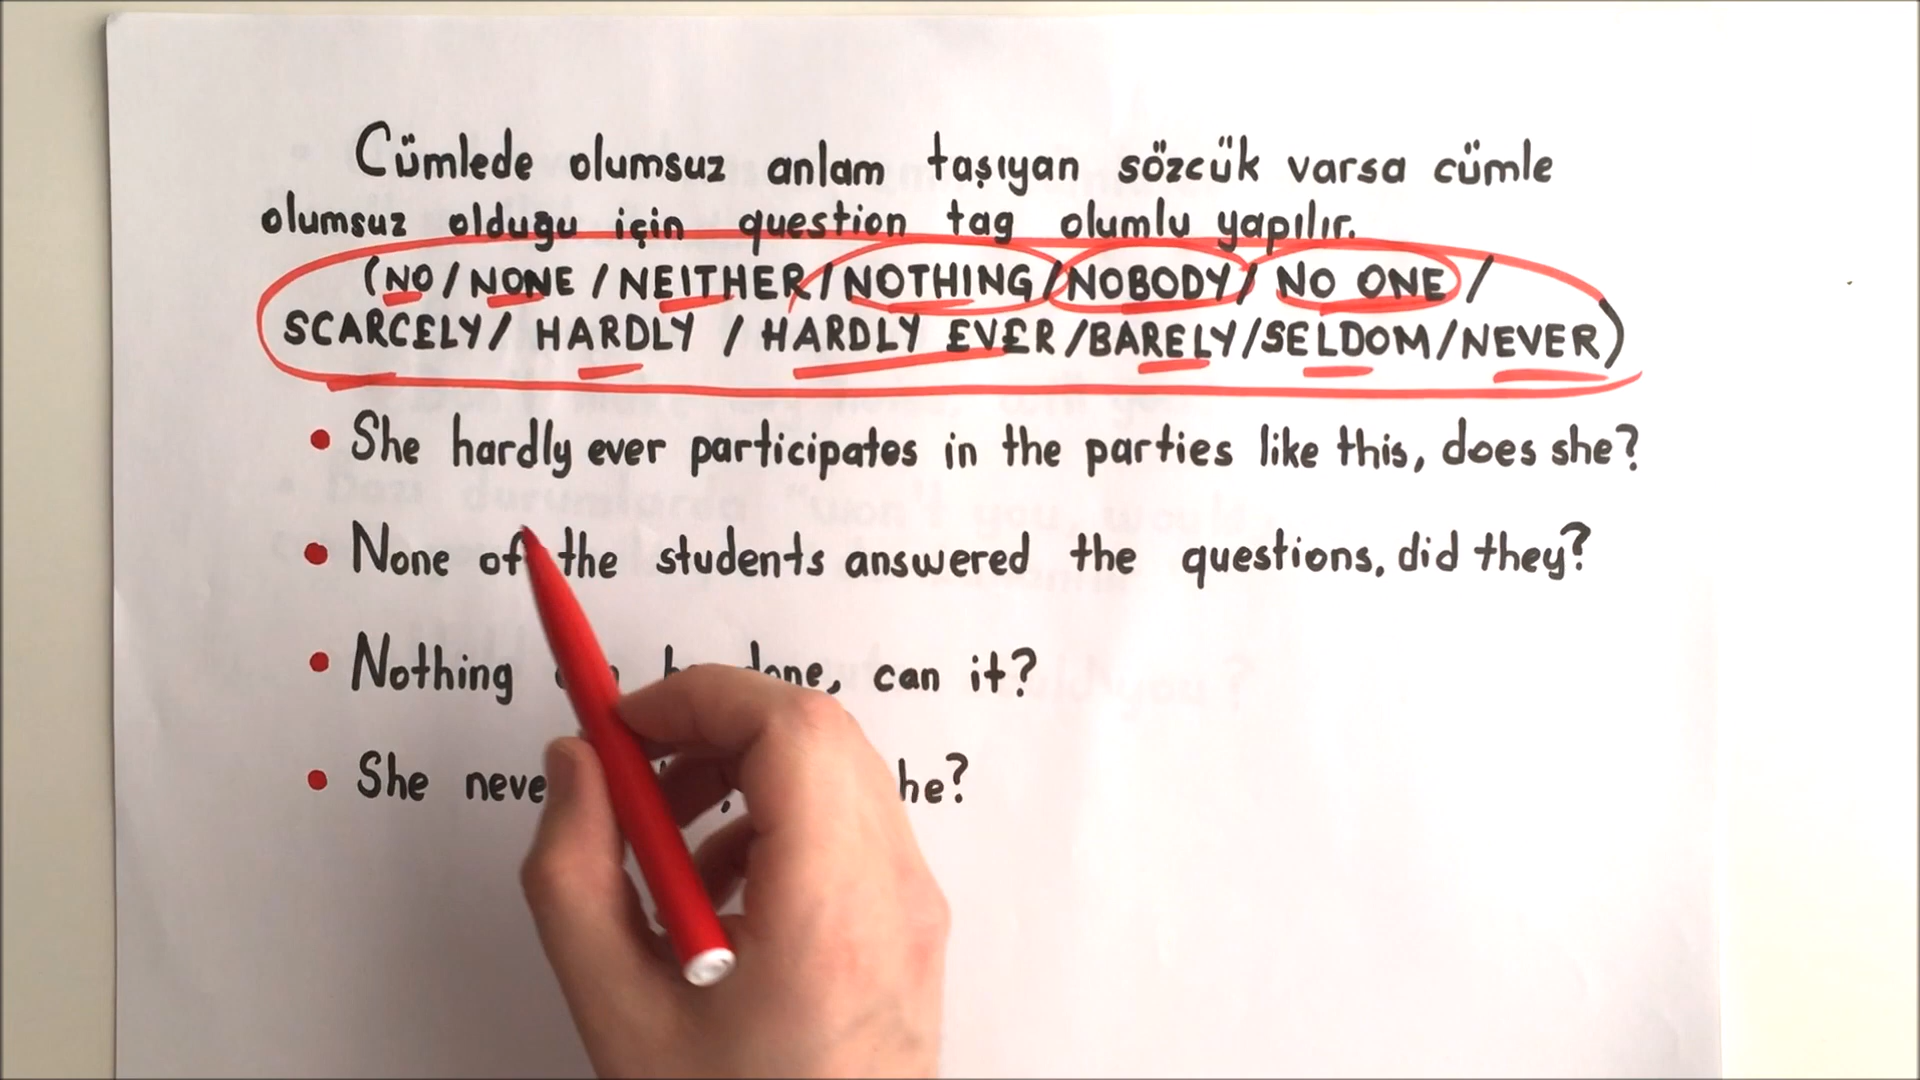 Cümlede olumsuz anlam taşıyan sözcük varsa cümle
olumsuz olduğu için question tag olumlu yapılır.
(NO/NONE/NEITHER/NOTHING/NOBODY/NO ONE/
SCARCELY/HARDLY/HARDLY EVER/BARELY/SELDOM/NEVER)
• She hardly ever participates in the parties like this, does she?
• None of the students answered the questions, did they?
• Nothing done, can it?
• She he?